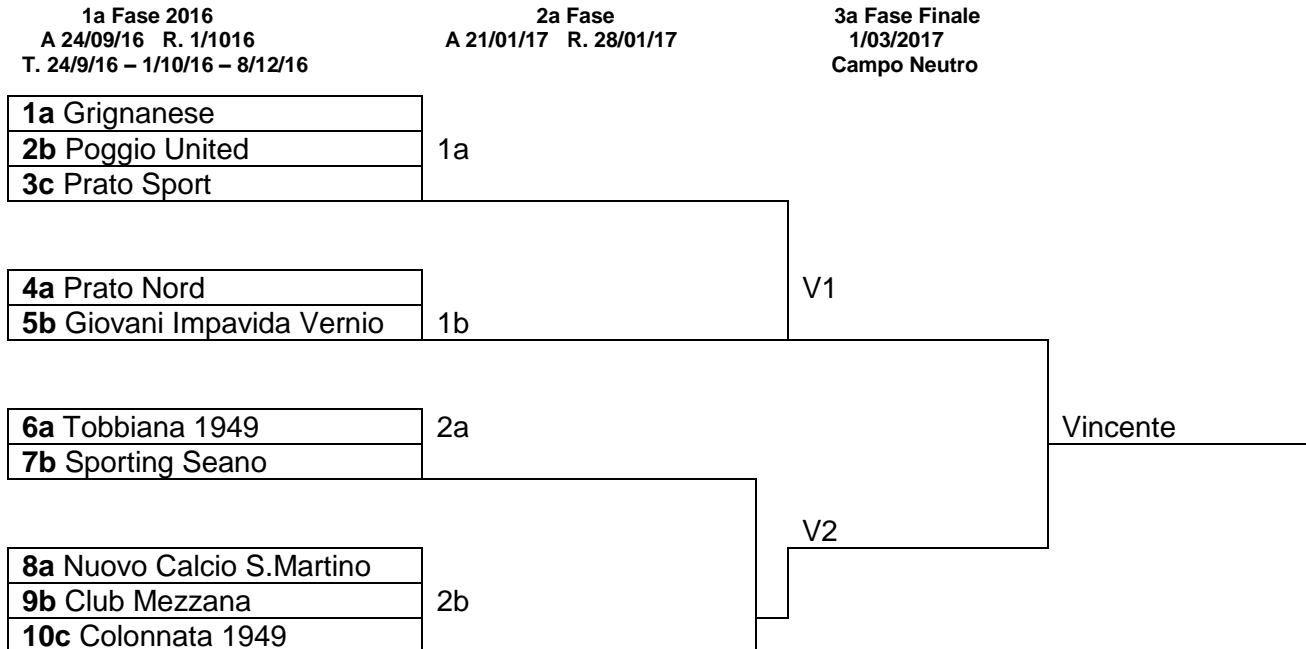 1a Fase 2016
A 24/09/16 R. 1/1016
T. 24/9/16 – 1/10/16 – 8/12/16
2a Fase
A 21/01/17 R. 28/01/17
3a Fase Finale
1/03/2017
Campo Neutro
1a Grignanese
2b Poggio United
1a
3c Prato Sport
4a Prato Nord
V1
5b Giovani Impavida Vernio
1b
6a Tobbiana 1949
2a
Vincente
7b Sporting Seano
V2
8a Nuovo Calcio S.Martino
9b Club Mezzana
2b
10c Colonnata 1949